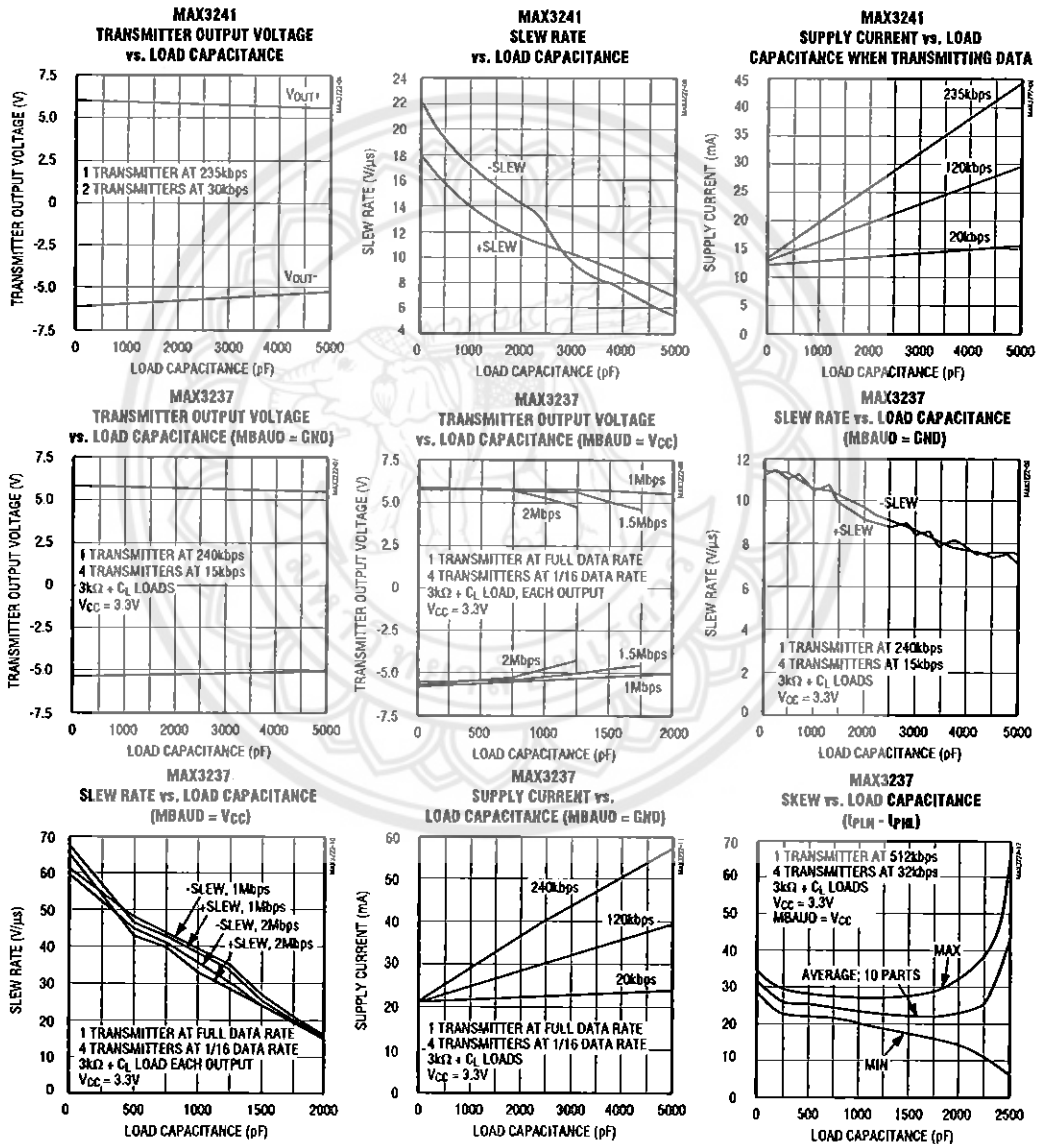 MAX3241
TRANSMITTER OUTPUT VOLTAGE
vs. LOAD CAPACITANCE
TRANSMITTER OUTPUT VOLTAGE (V)
7.5
5.0
2.5
0
-2.5
-5.0
-7.5
VOUT+
1 TRANSMITTER AT 235kbps
2 TRANSMITTERS AT 30kbps
VOUT-
0 1000 2000 3000 4000 5000
LOAD CAPACITANCE (pF)
MAX3241
SLEW RATE
vs. LOAD CAPACITANCE
SLEW RATE (V/µs)
24
22
20
18
16
14
12
10
8
6
4
-SLEW
+SLEW
0 1000 2000 3000 4000 5000
LOAD CAPACITANCE (pF)
MAX3241
SUPPLY CURRENT vs. LOAD
CAPACITANCE WHEN TRANSMITTING DATA
SUPPLY CURRENT (mA)
45
40
35
30
25
20
15
10
5
0
235kbps
120kbps
20kbps
0 1000 2000 3000 4000 5000
LOAD CAPACITANCE (pF)
MAX3237
TRANSMITTER OUTPUT VOLTAGE
vs. LOAD CAPACITANCE (MBAUD = GND)
TRANSMITTER OUTPUT VOLTAGE (V)
7.5
5.0
2.5
0
-2.5
-5.0
-7.5
1 TRANSMITTER AT 240kbps
4 TRANSMITTERS AT 15kbps
3kΩ + CL LOADS
VCC = 3.3V
0 1000 2000 3000 4000 5000
LOAD CAPACITANCE (pF)
MAX3237
TRANSMITTER OUTPUT VOLTAGE
vs. LOAD CAPACITANCE (MBAUD = VCC)
TRANSMITTER OUTPUT VOLTAGE (V)
7.5
5.0
2.5
0
-2.5
-5.0
-7.5
1Mbps
2Mbps
1.5Mbps
1 TRANSMITTER AT FULL DATA RATE
4 TRANSMITTERS AT 1/16 DATA RATE
3kΩ + CL LOAD, EACH OUTPUT
VCC = 3.3V
2Mbps
1.5Mbps
1Mbps
0 500 1000 1500 2000
LOAD CAPACITANCE (pF)
MAX3237
SLEW RATE vs. LOAD CAPACITANCE
(MBAUD = GND)
SLEW RATE (V/µs)
12
10
8
6
4
2
0
-SLEW
+SLEW
1 TRANSMITTER AT 240kbps
4 TRANSMITTERS AT 15kbps
3kΩ + CL LOADS
VCC = 3.3V
0 1000 2000 3000 4000 5000
LOAD CAPACITANCE (pF)
MAX3237
SLEW RATE vs. LOAD CAPACITANCE
(MBAUD = VCC)
SLEW RATE (V/µs)
70
60
50
40
30
20
10
0
-SLEW, 1Mbps
+SLEW, 1Mbps
-SLEW, 2Mbps
+SLEW, 2Mbps
1 TRANSMITTER AT FULL DATA RATE
4 TRANSMITTERS AT 1/16 DATA RATE
3kΩ + CL LOAD EACH OUTPUT
VCC = 3.3V
0 500 1000 1500 2000
LOAD CAPACITANCE (pF)
MAX3237
SUPPLY CURRENT vs.
LOAD CAPACITANCE (MBAUD = GND)
SUPPLY CURRENT (mA)
60
50
40
30
20
10
0
240kbps
120kbps
20kbps
1 TRANSMITTER AT FULL DATA RATE
4 TRANSMITTERS AT 1/16 DATA RATE
3kΩ + CL LOADS
VCC = 3.3V
0 1000 2000 3000 4000 5000
LOAD CAPACITANCE (pF)
MAX3237
SKEW vs. LOAD CAPACITANCE
(tPLH - tPHL)
70
60
50
40
30
20
10
0
1 TRANSMITTER AT 512kbps
4 TRANSMITTERS AT 32kbps
3kΩ + CL LOADS
VCC = 3.3V
MBAUD = VCC
MAX
AVERAGE; 10 PARTS
MIN
0 500 1000 1500 2000 2500
LOAD CAPACITANCE (pF)